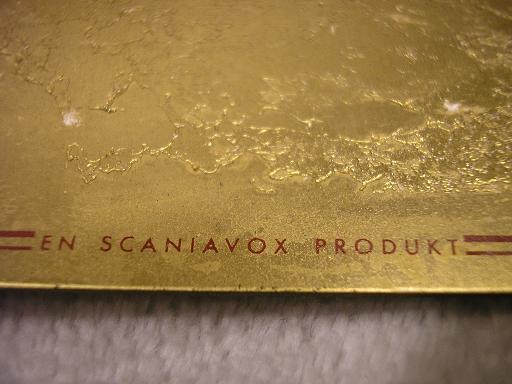 EN SCANIAVOX PRODUKT